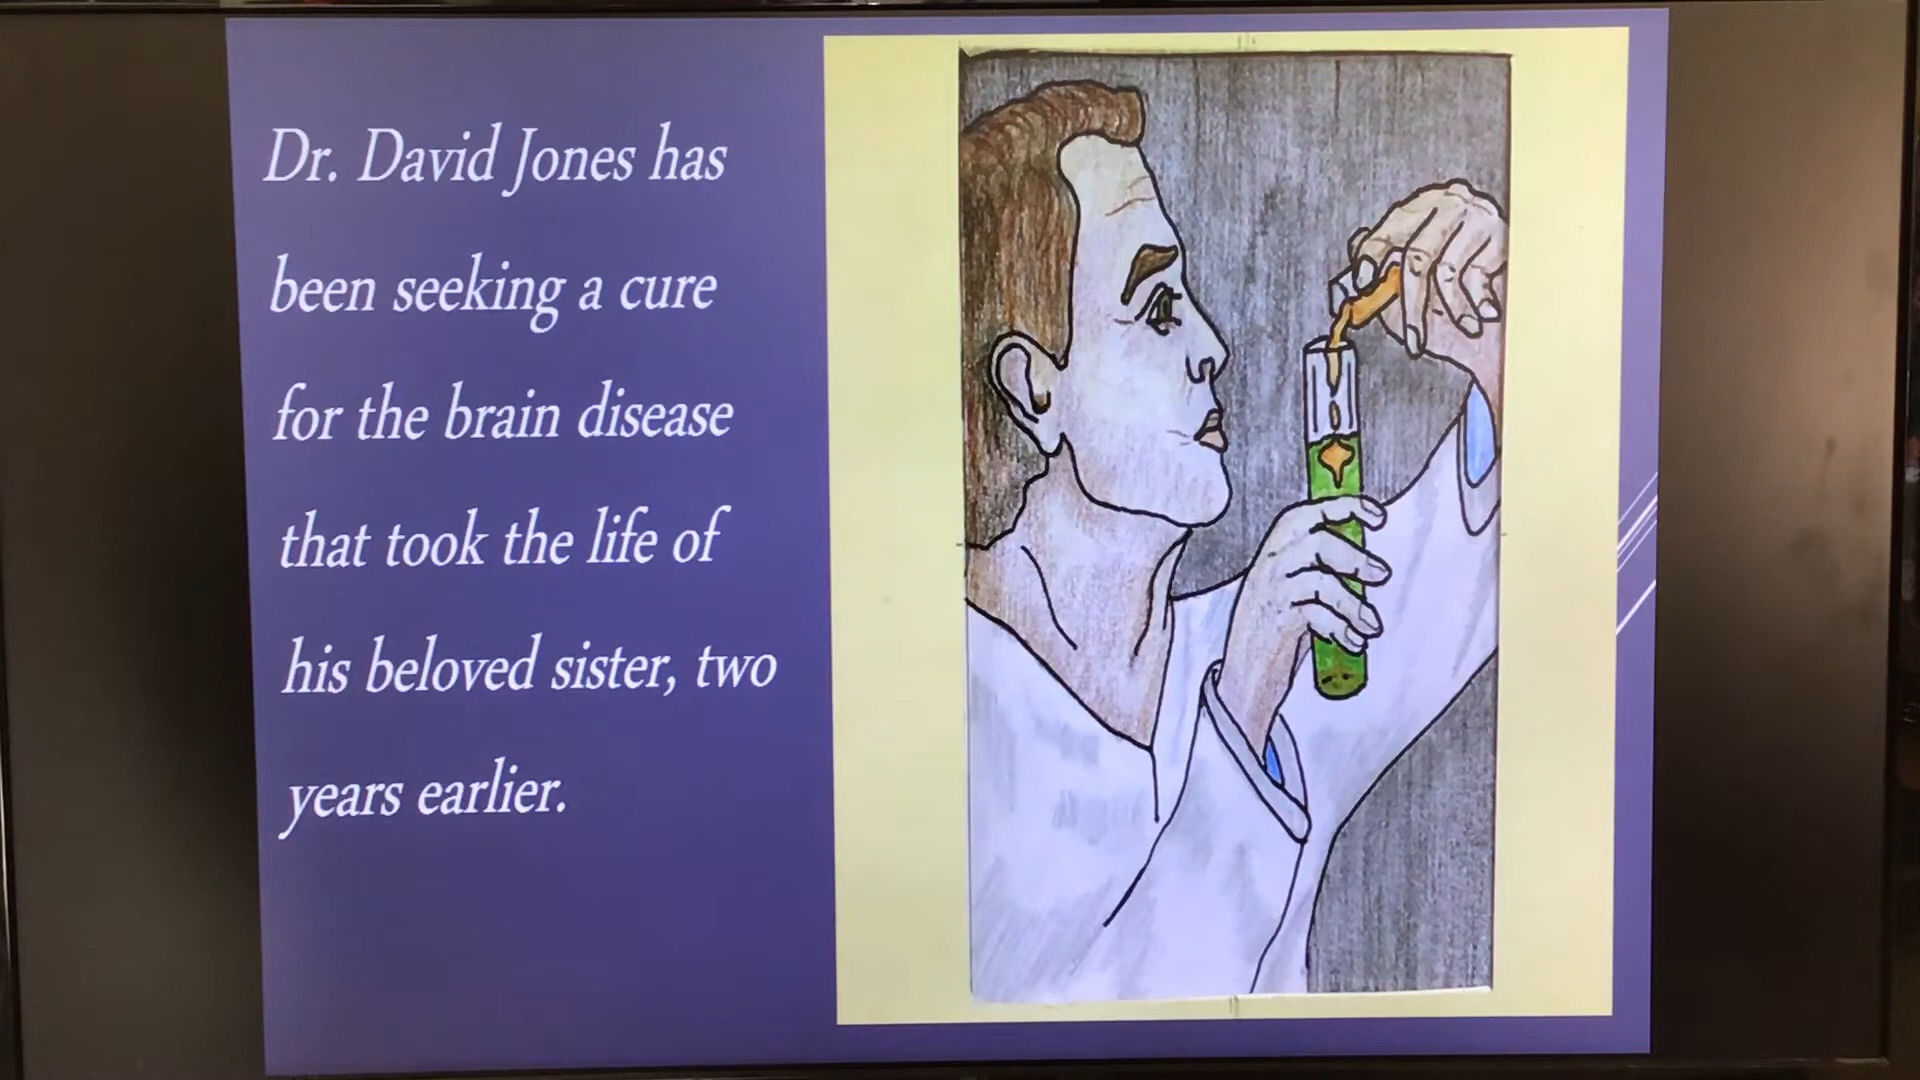 Dr. David Jones has
been seeking a cure
for the brain disease
that took the life of
his beloved sister, two
years earlier.